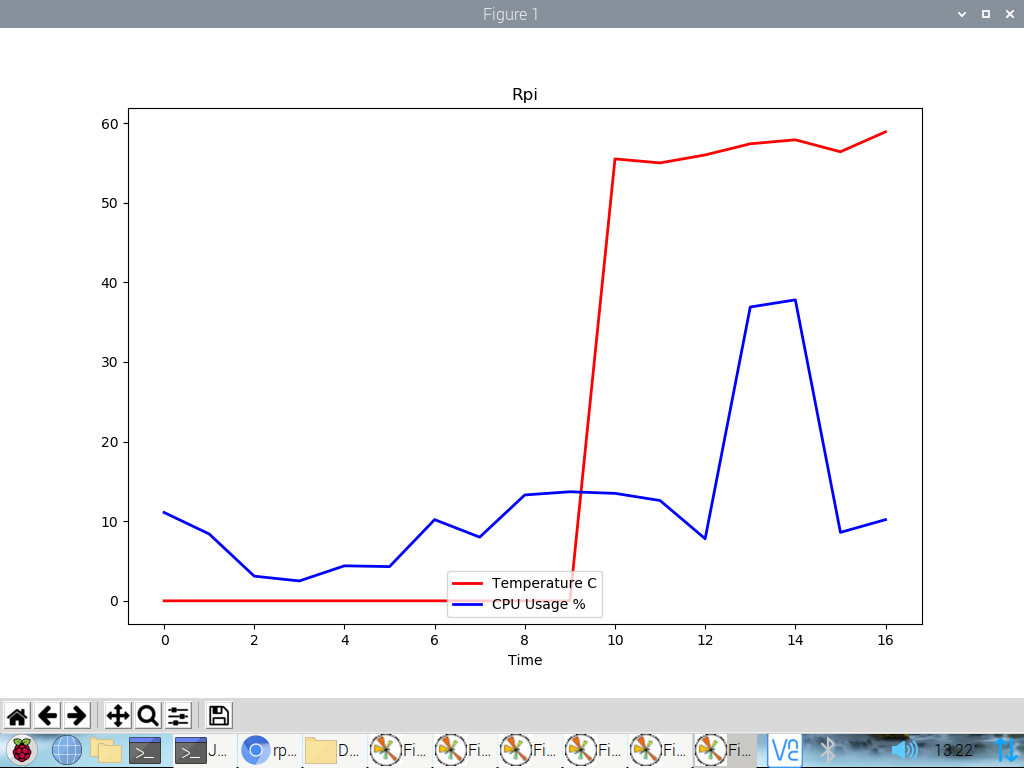 Figure 1
Rpi
60
50
40
30
20
10
0
Temperature C
CPU Usage %
0 2 4 6 8 10 12 14 16
Time
>_ >_ J... rp... D... Fi... Fi... Fi... Fi... Fi... Fi... 13:22